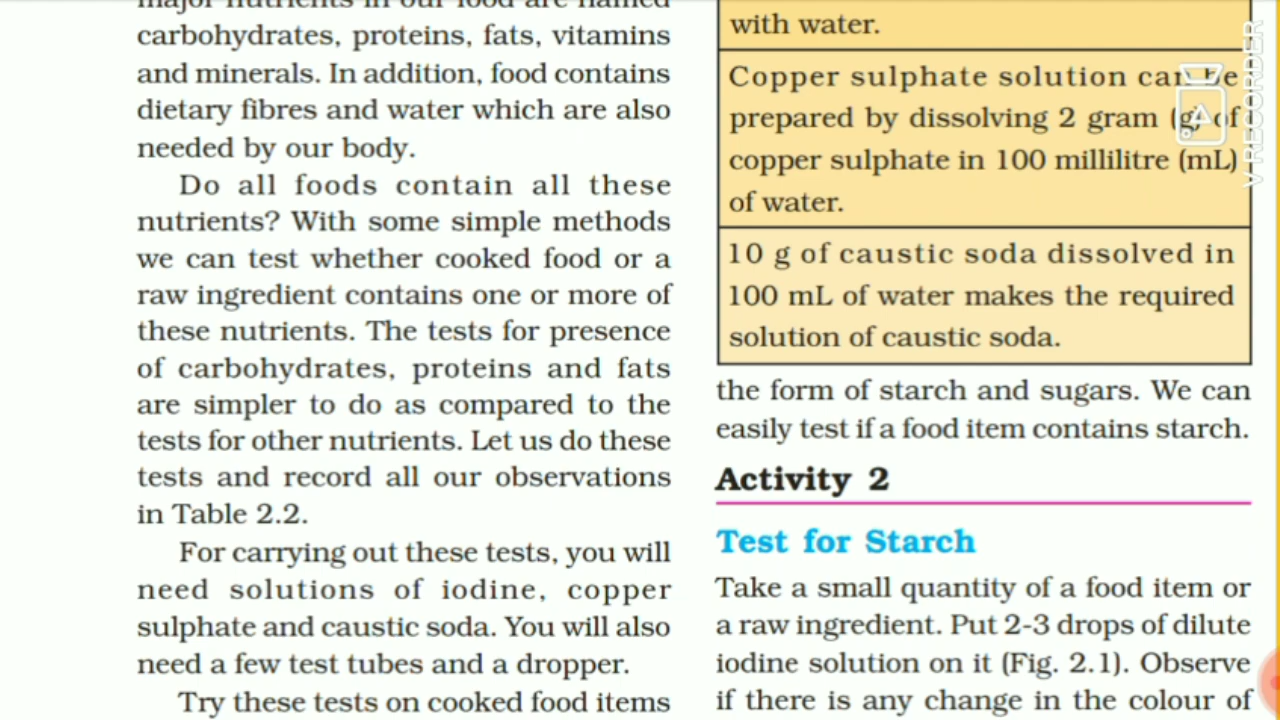 major nutrients in our food are named
carbohydrates, proteins, fats, vitamins
and minerals. In addition, food contains
dietary fibres and water which are also
needed by our body.
Do all foods contain all these
nutrients? With some simple methods
we can test whether cooked food or a
raw ingredient contains one or more of
these nutrients. The tests for presence
of carbohydrates, proteins and fats
are simpler to do as compared to the
tests for other nutrients. Let us do these
tests and record all our observations
in Table 2.2.
For carrying out these tests, you will
need solutions of iodine, copper
sulphate and caustic soda. You will also
need a few test tubes and a dropper.
Try these tests on cooked food items
with water.
Copper sulphate solution can be
prepared by dissolving 2 gram (g) of
copper sulphate in 100 millilitre (mL)
of water.
10 g of caustic soda dissolved in
100 mL of water makes the required
solution of caustic soda.
the form of starch and sugars. We can
easily test if a food item contains starch.
Activity 2
Test for Starch
Take a small quantity of a food item or
a raw ingredient. Put 2-3 drops of dilute
iodine solution on it (Fig. 2.1). Observe
if there is any change in the colour of
V RECORDER